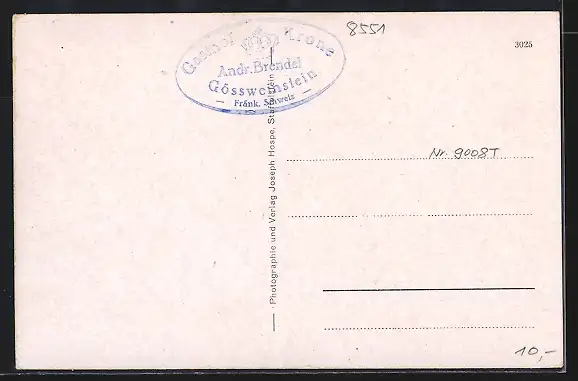 8551
3025
Gasthof Krone
Andr. Brendel
Gössweinstein
– Fränk. Schweiz –
Photographie und Verlag Joseph Hospe, Staffelstein
Nr. 9008T
10,-